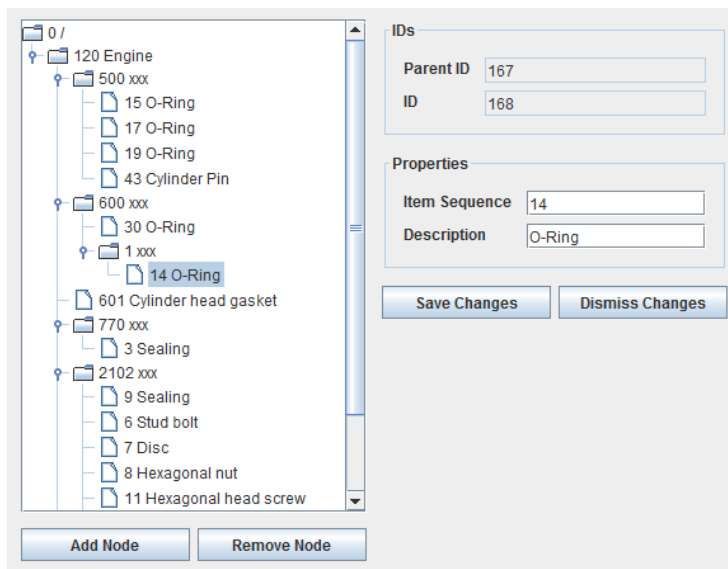 0 /
120 Engine
500 xxx
15 O-Ring
17 O-Ring
19 O-Ring
43 Cylinder Pin
600 xxx
30 O-Ring
1 xxx
14 O-Ring
601 Cylinder head gasket
770 xxx
3 Sealing
2102 xxx
9 Sealing
6 Stud bolt
7 Disc
8 Hexagonal nut
11 Hexagonal head screw
Add Node Remove Node
IDs
Parent ID 167
ID 168
Properties
Item Sequence 14
Description O-Ring
Save Changes Dismiss Changes